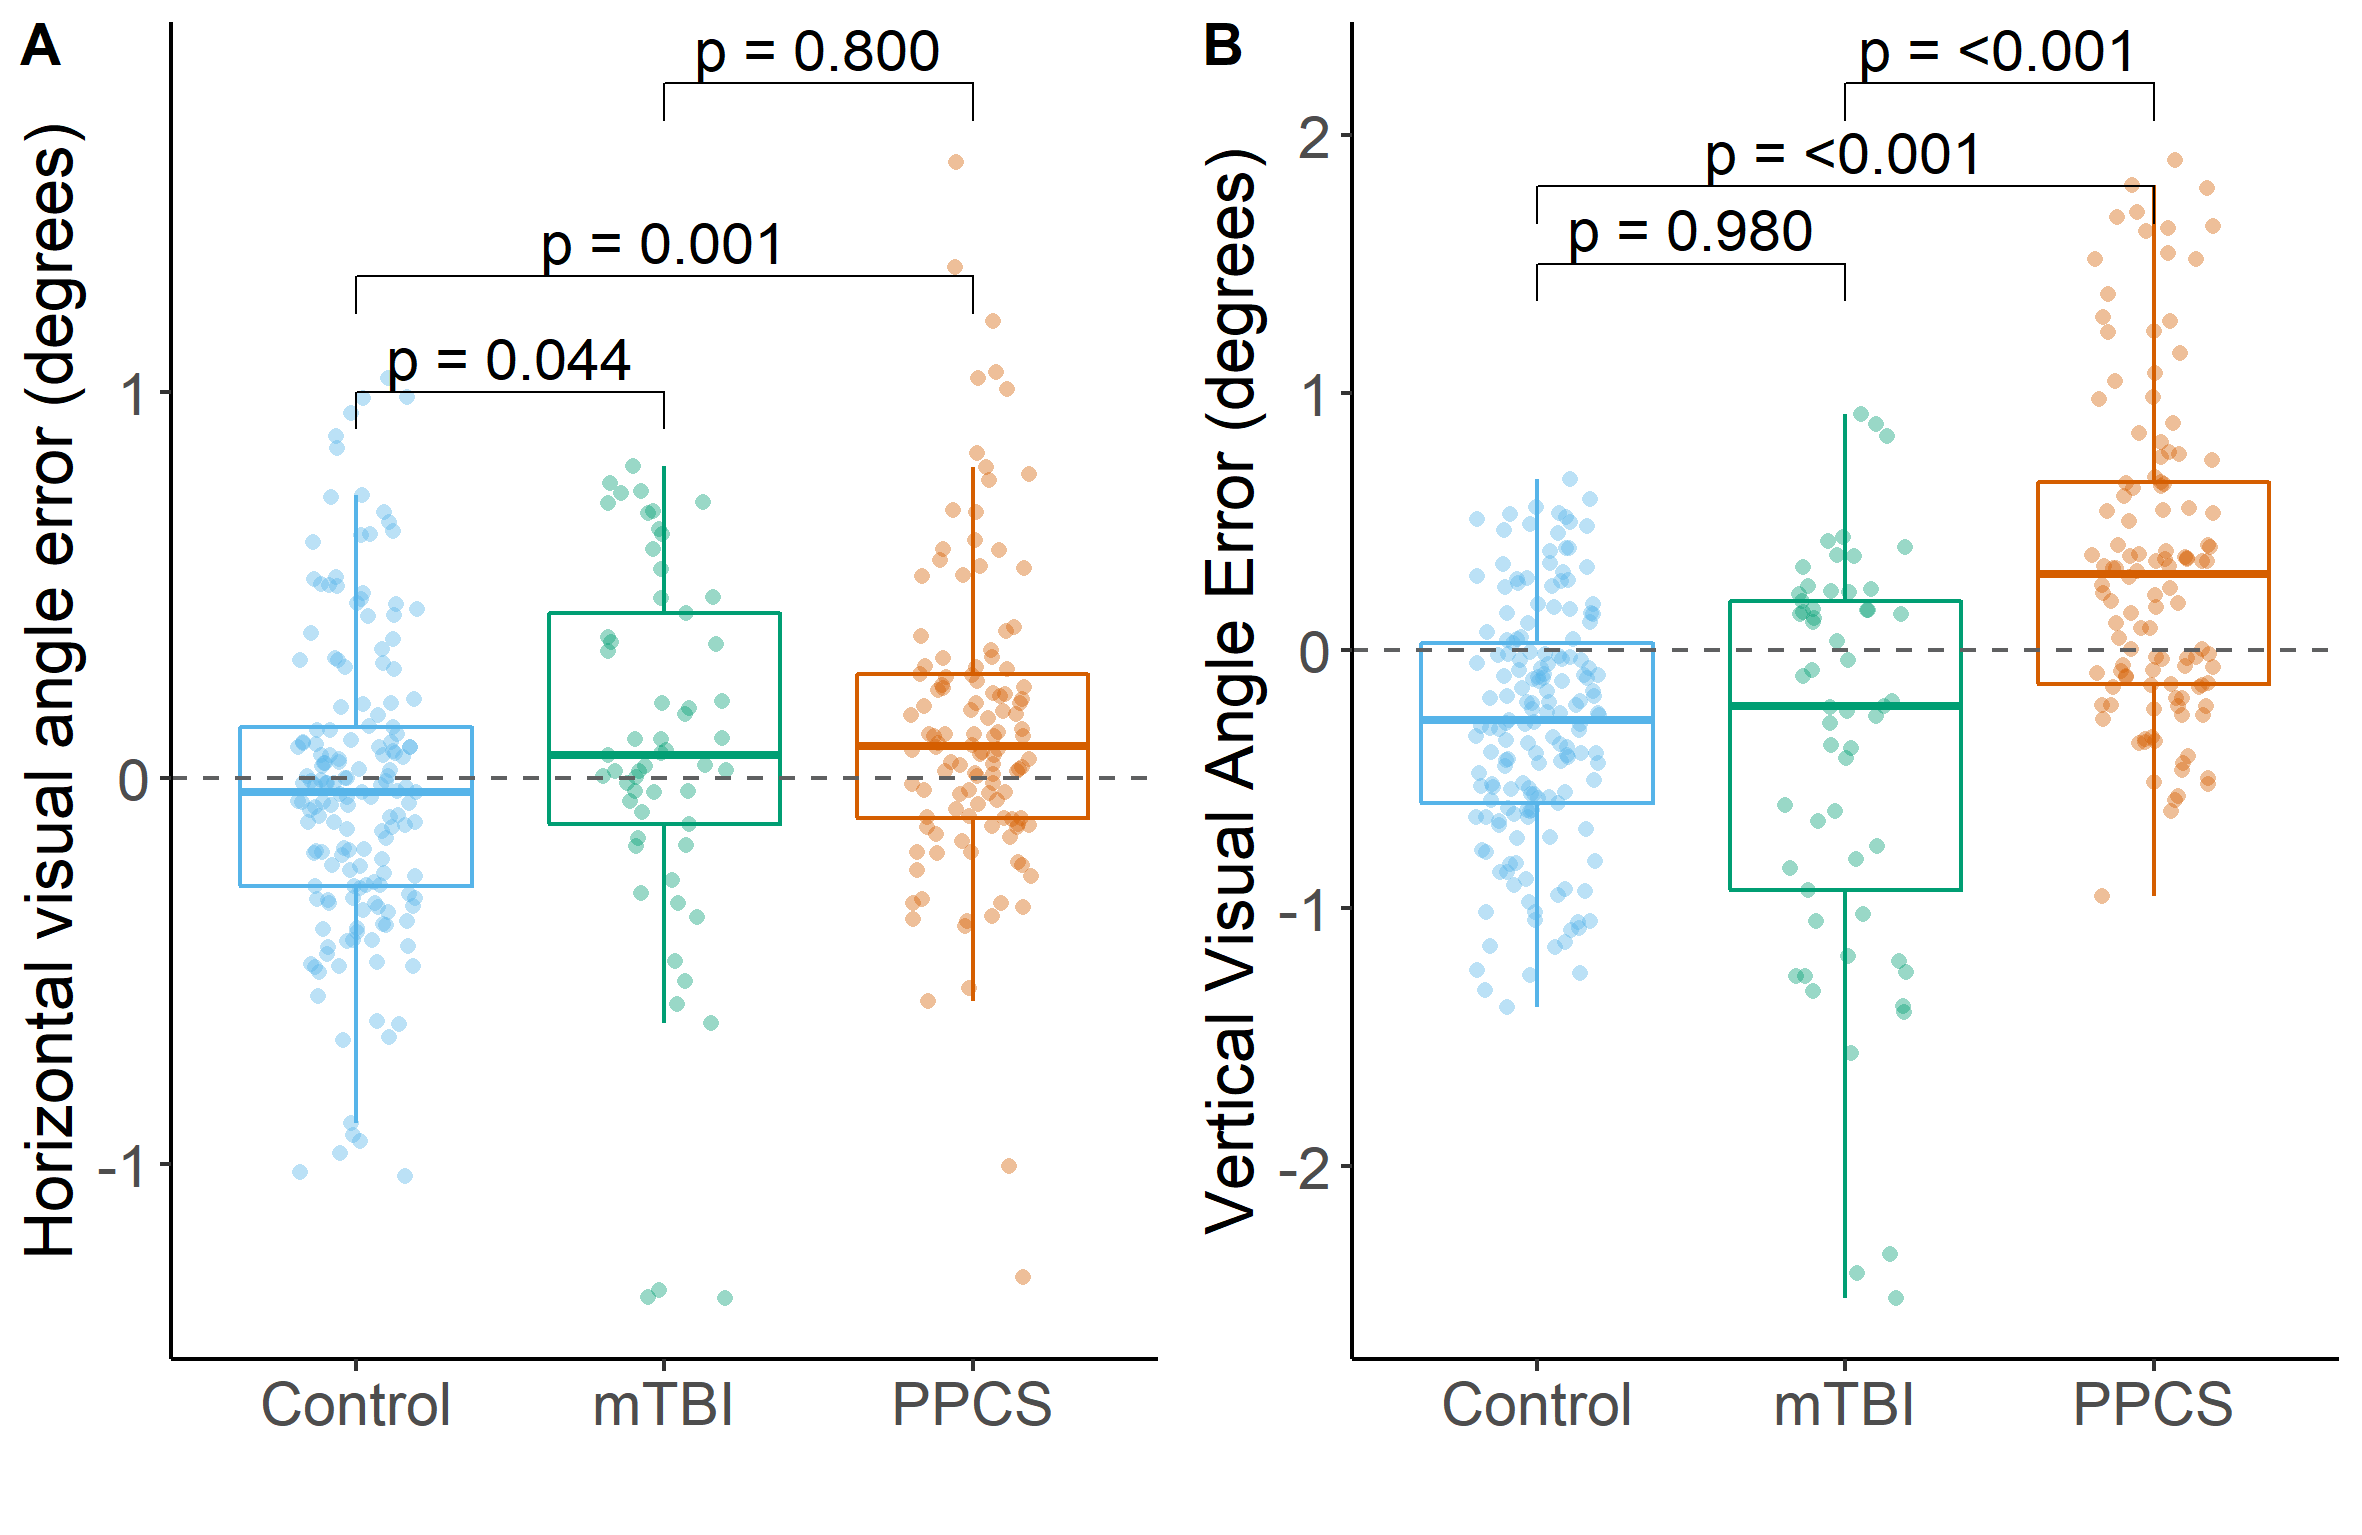 A
Horizontal visual angle error (degrees)
1
0
-1
p = 0.800
p = 0.001
p = 0.044
Control
mTBI
PPCS
B
Vertical Visual Angle Error (degrees)
2
1
0
-1
-2
p = <0.001
p = <0.001
p = 0.980
Control
mTBI
PPCS